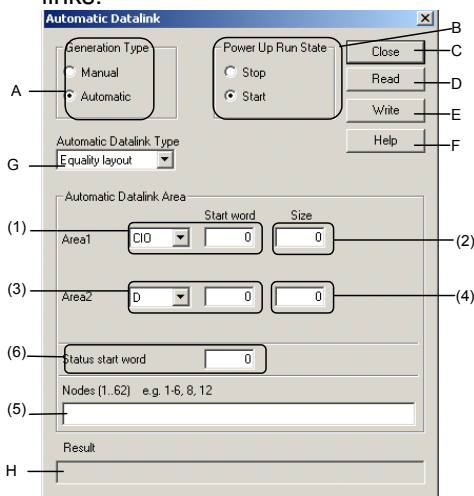 links.
Automatic Datalink
Generation Type
Manual
Automatic
Power Up Run State
Stop
Start
Close
Read
Write
Help
A
B
C
D
E
F
G
Automatic Datalink Type
Equality layout
Automatic Datalink Area
Start word Size
(1) Area1 CIO 0 0 (2)
(3) Area2 D 0 0 (4)
(6) Status start word 0
Nodes (1..62) e.g. 1-6, 8, 12
(5)
Result
H